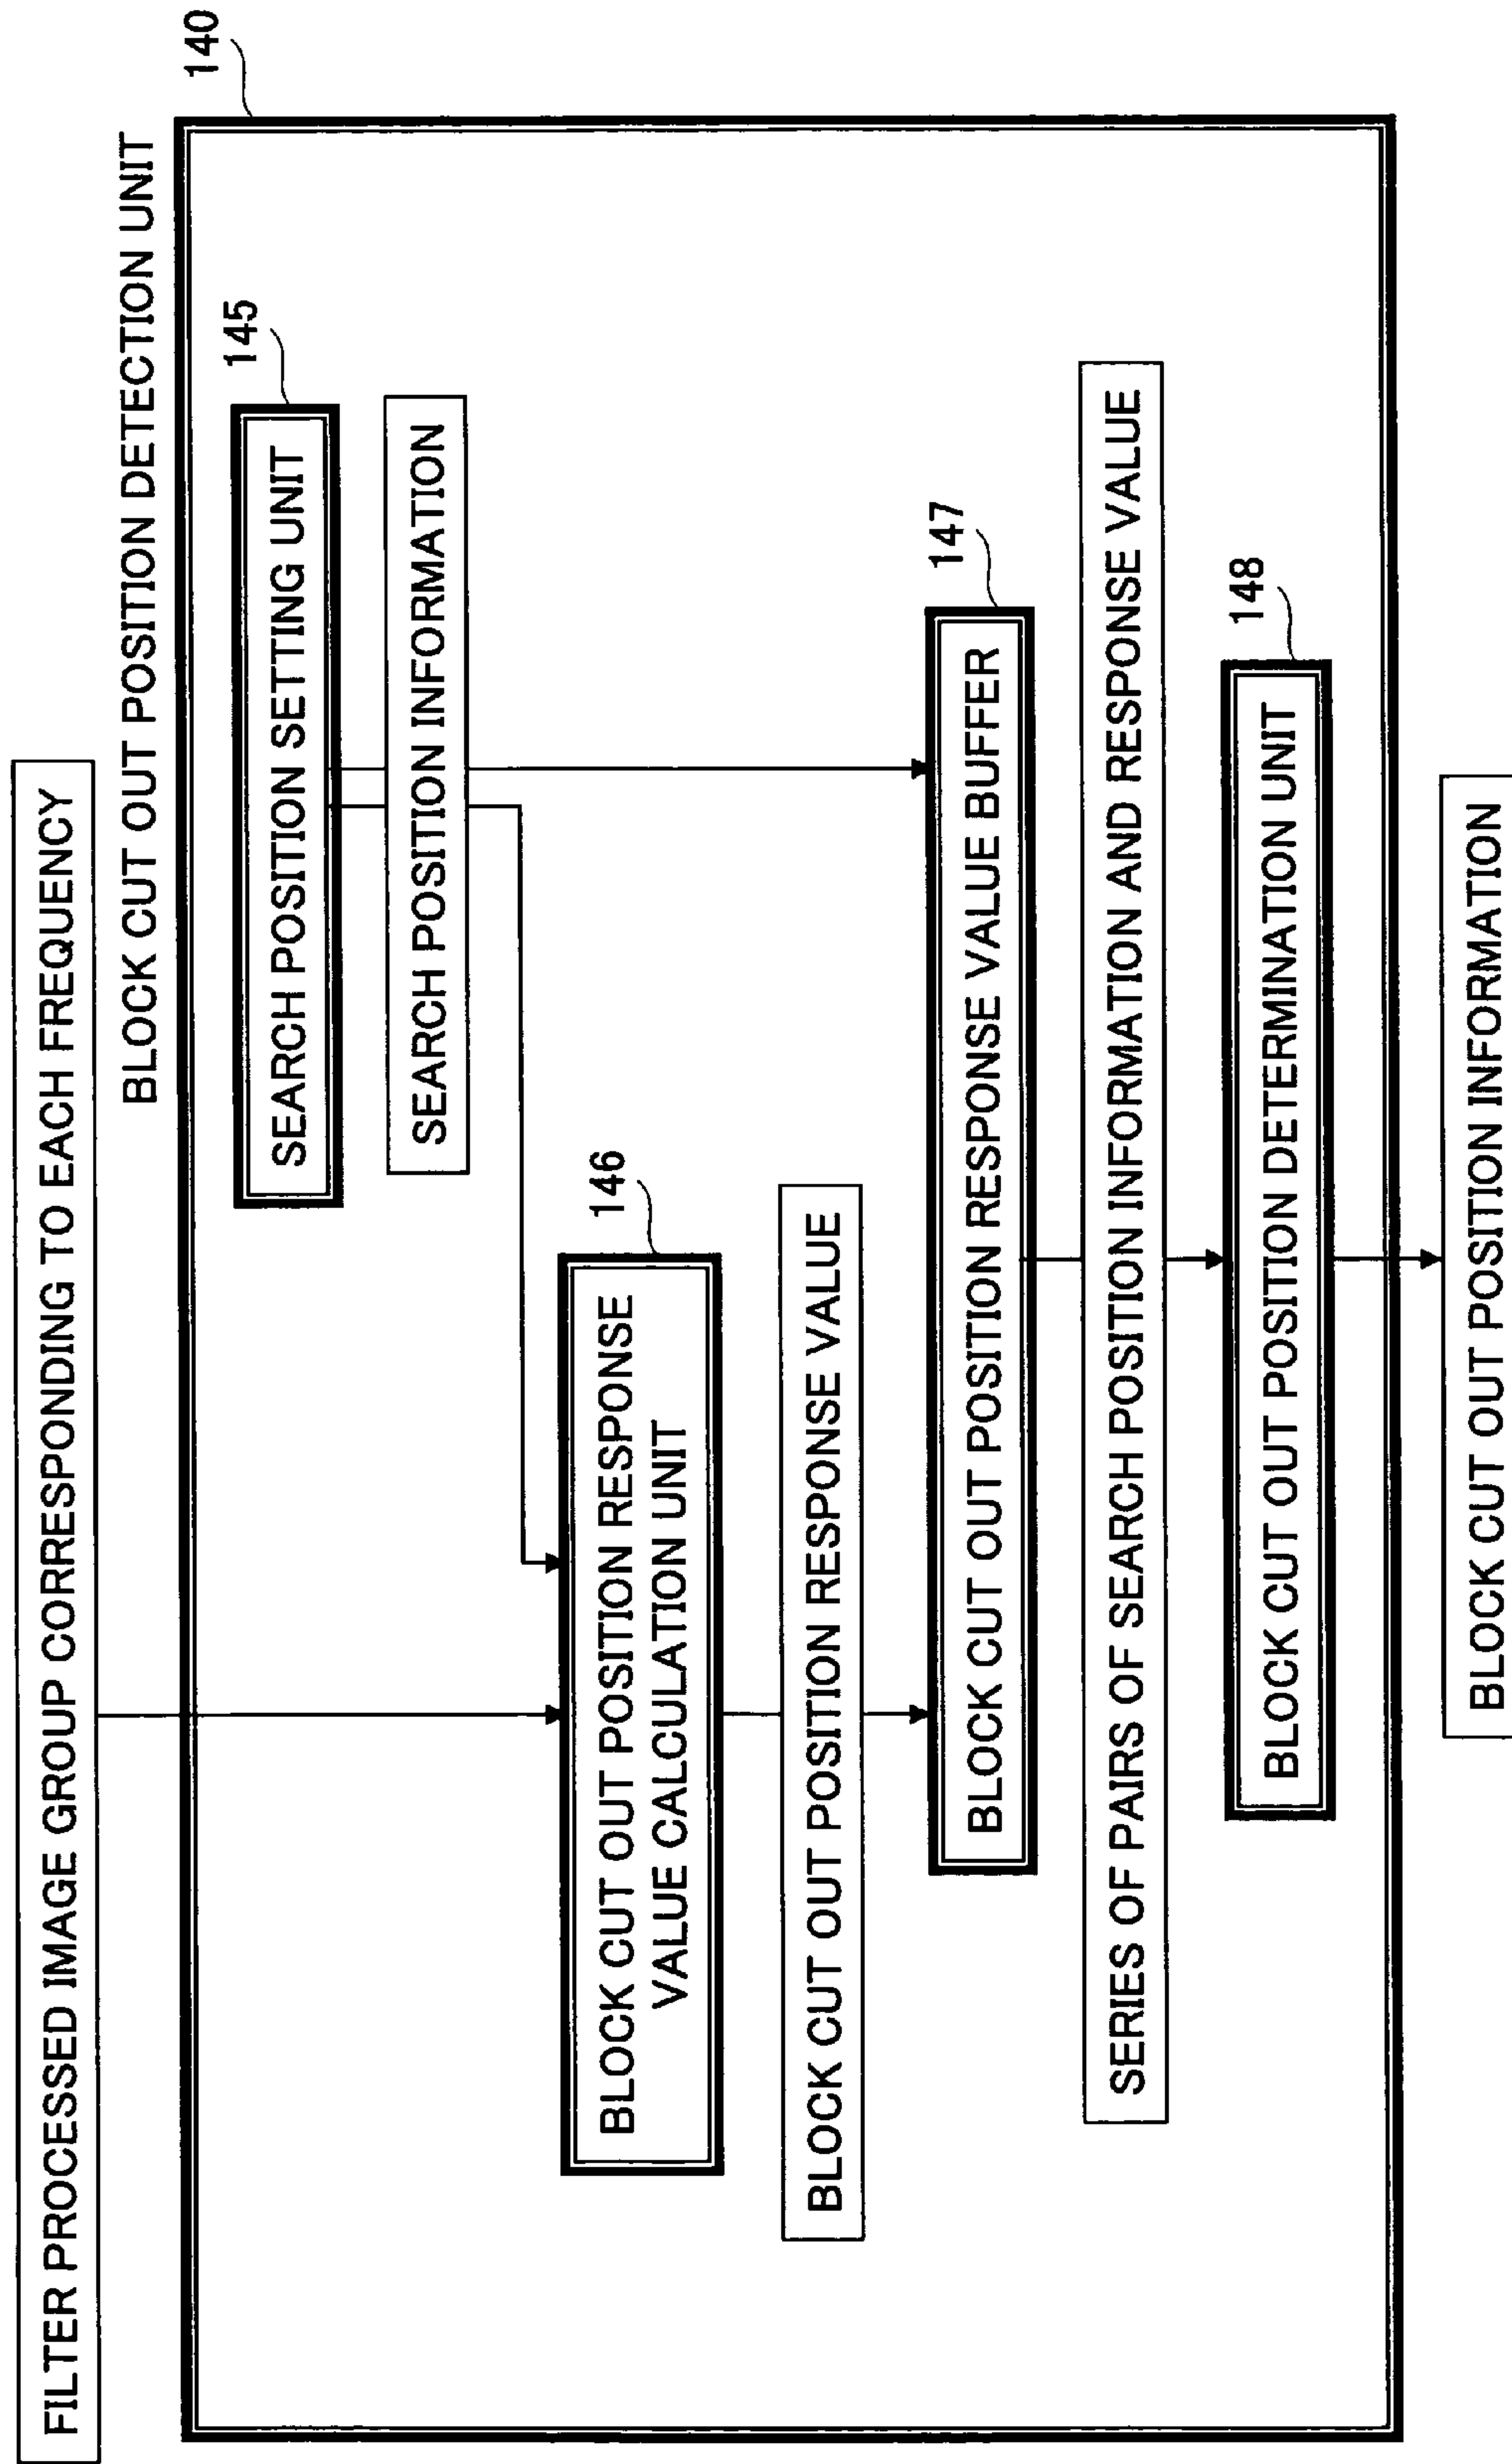 FILTER PROCESSED IMAGE GROUP CORRESPONDING TO EACH FREQUENCY
BLOCK CUT OUT POSITION DETECTION UNIT
140
145
SEARCH POSITION SETTING UNIT
SEARCH POSITION INFORMATION
146
BLOCK CUT OUT POSITION RESPONSE
VALUE CALCULATION UNIT
BLOCK CUT OUT POSITION RESPONSE VALUE
147
BLOCK CUT OUT POSITION RESPONSE VALUE BUFFER
SERIES OF PAIRS OF SEARCH POSITION INFORMATION AND RESPONSE VALUE
148
BLOCK CUT OUT POSITION DETERMINATION UNIT
BLOCK CUT OUT POSITION INFORMATION